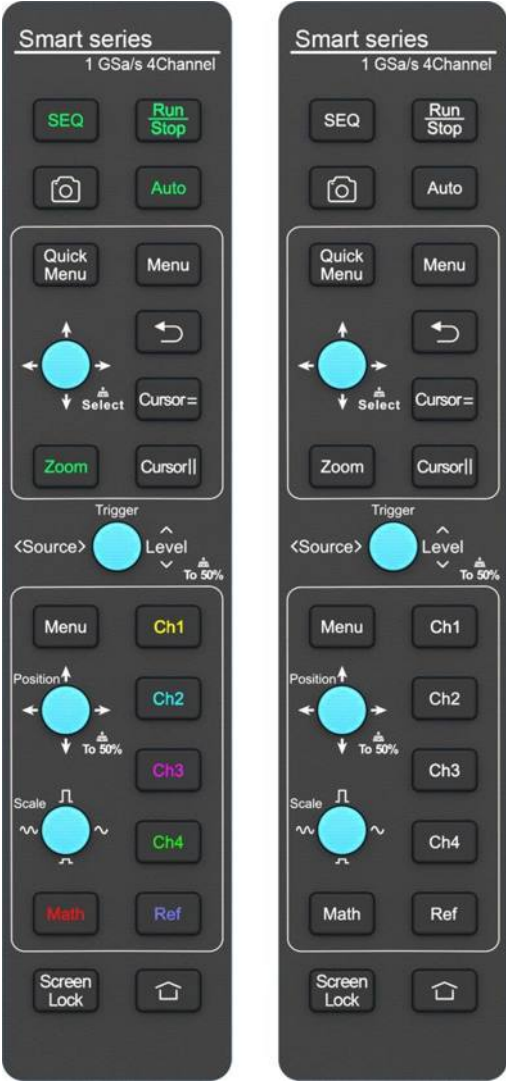 Smart series
1 GSa/s 4Channel
SEQ
Run
Stop
Auto
Quick
Menu
Menu
Select
Cursor=
Zoom
Cursor||
Trigger
<Source>
Level
To 50%
Menu
Ch1
Position
Ch2
To 50%
Ch3
Scale
Ch4
Math
Ref
Screen
Lock
Smart series
1 GSa/s 4Channel
SEQ
Run
Stop
Auto
Quick
Menu
Menu
Select
Cursor=
Zoom
Cursor||
Trigger
<Source>
Level
To 50%
Menu
Ch1
Position
Ch2
To 50%
Ch3
Scale
Ch4
Math
Ref
Screen
Lock